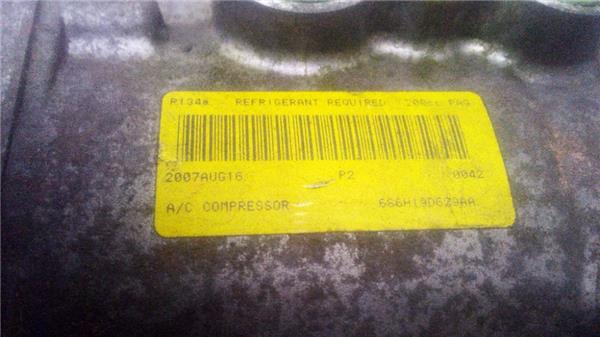 R134a REFRIGERANT REQUIRED 200cc PAG
2007AUG16 P2 0042
A/C COMPRESSOR 6G6H19D629AA